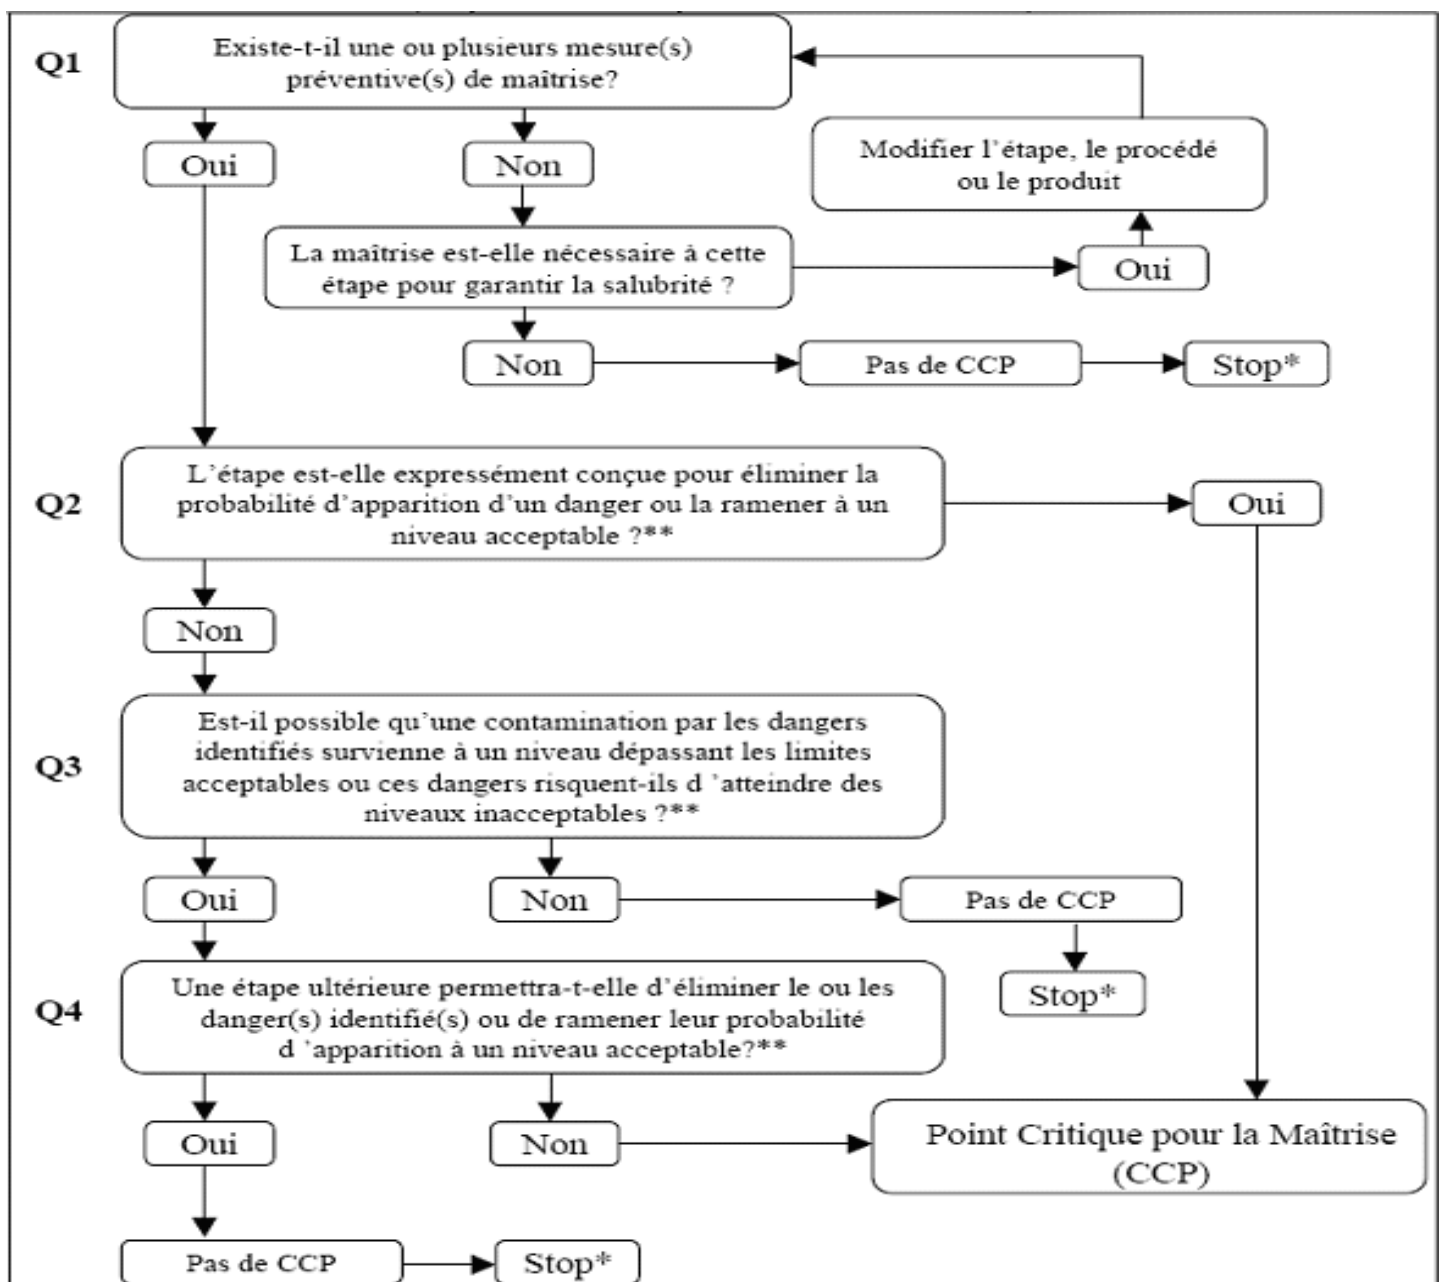 Q1
Existe-t-il une ou plusieurs mesure(s)
préventive(s) de maîtrise?
Oui
Non
Modifier l'étape, le procédé
ou le produit
La maîtrise est-elle nécessaire à cette
étape pour garantir la salubrité ?
Oui
Non
Pas de CCP
Stop*
Q2
L'étape est-elle expressément conçue pour éliminer la
probabilité d'apparition d'un danger ou la ramener à un
niveau acceptable ?**
Oui
Non
Q3
Est-il possible qu'une contamination par les dangers
identifiés survienne à un niveau dépassant les limites
acceptables ou ces dangers risquent-ils d 'atteindre des
niveaux inacceptables ?**
Oui
Non
Pas de CCP
Stop*
Q4
Une étape ultérieure permettra-t-elle d'éliminer le ou les
danger(s) identifié(s) ou de ramener leur probabilité
d 'apparition à un niveau acceptable?**
Oui
Non
Point Critique pour la Maîtrise
(CCP)
Pas de CCP
Stop*